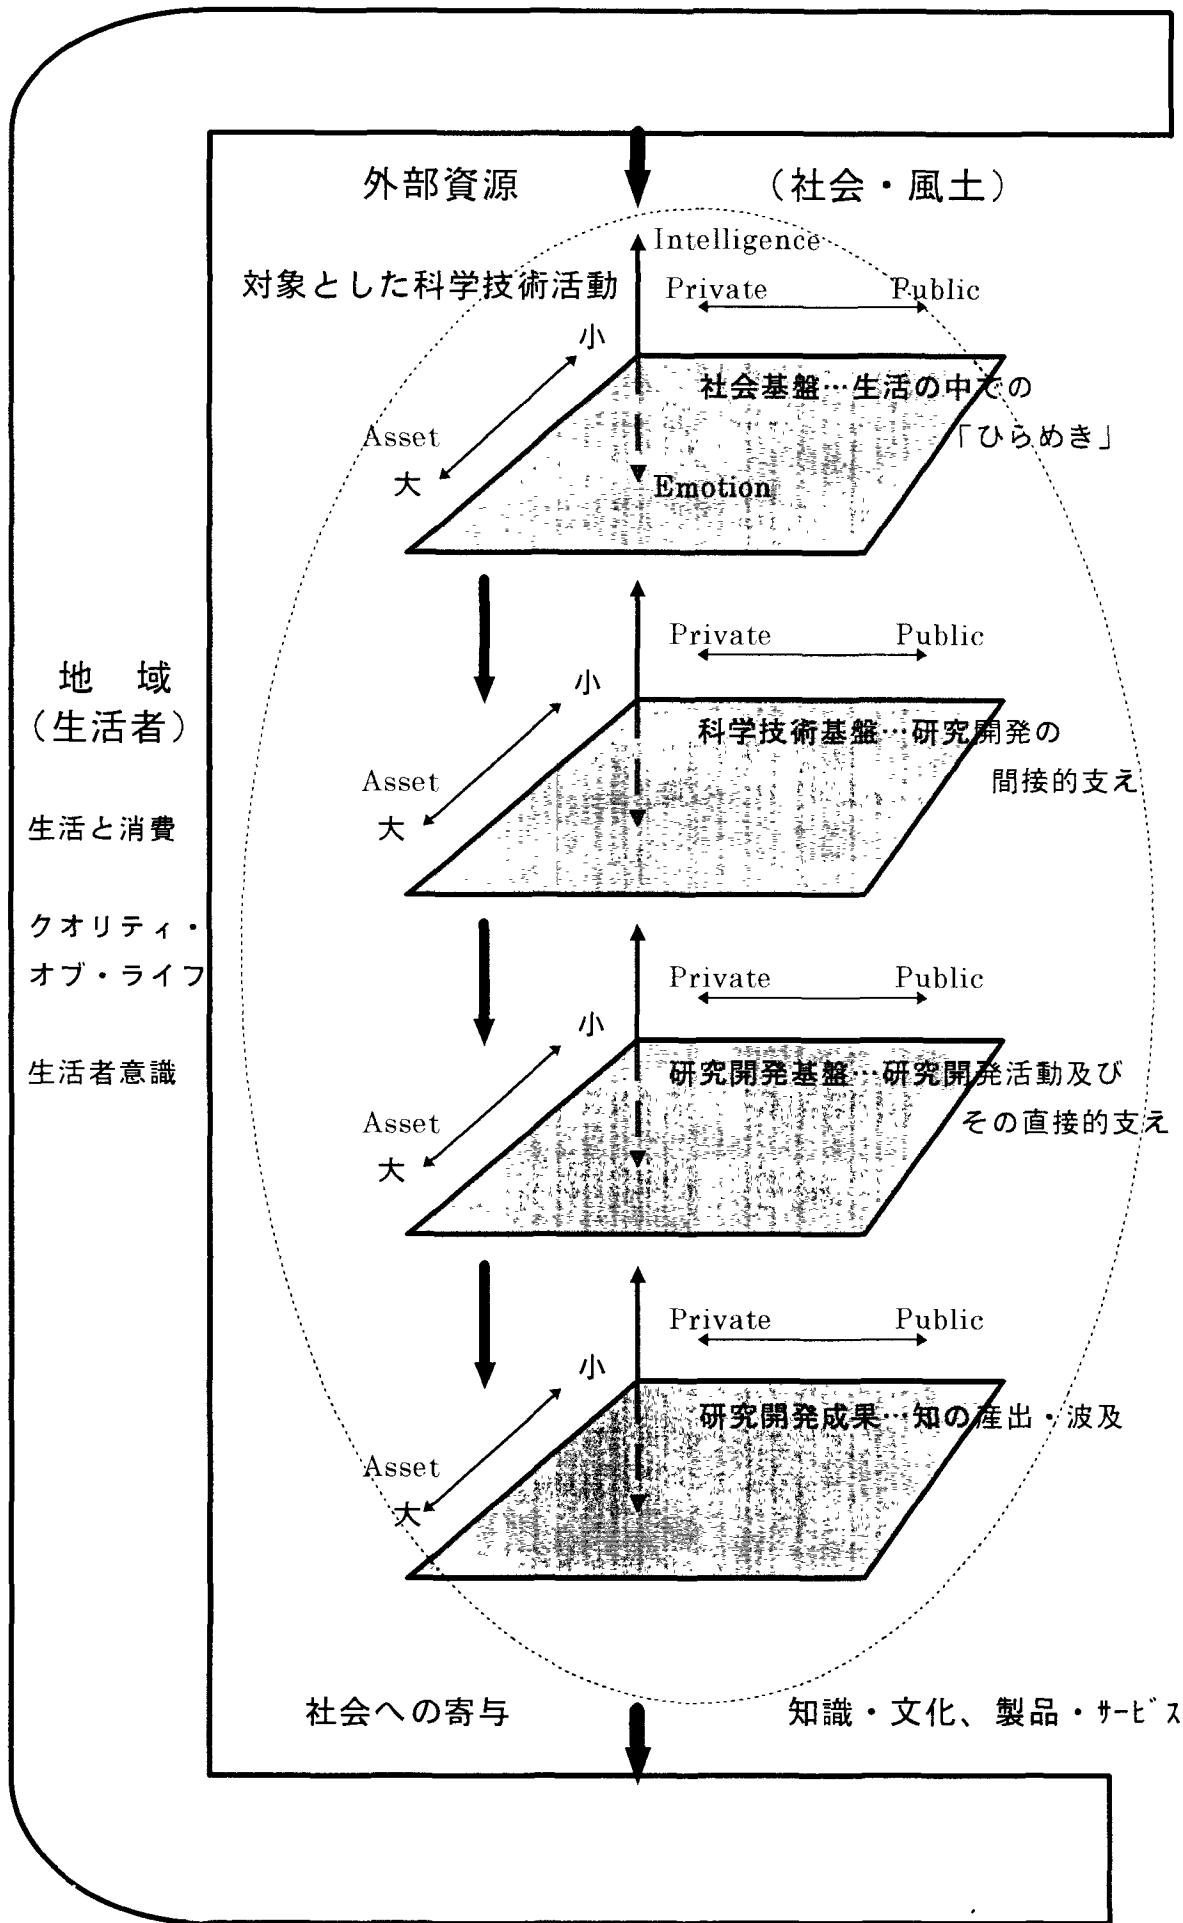 外部資源 （社会・風土）
Intelligence
対象とした科学技術活動
Private Public
小
社会基盤…生活の中での
「ひらめき」
Asset
大
Emotion
Private Public
小
科学技術基盤…研究開発の
間接的支え
Asset
大
地　域
（生活者）
生活と消費
クオリティ・
オブ・ライフ
生活者意識
Private Public
小
研究開発基盤…研究開発活動及び
その直接的支え
Asset
大
Private Public
小
研究開発成果…知の産出・波及
Asset
大
社会への寄与 知識・文化、製品・ｻｰﾋﾞｽ